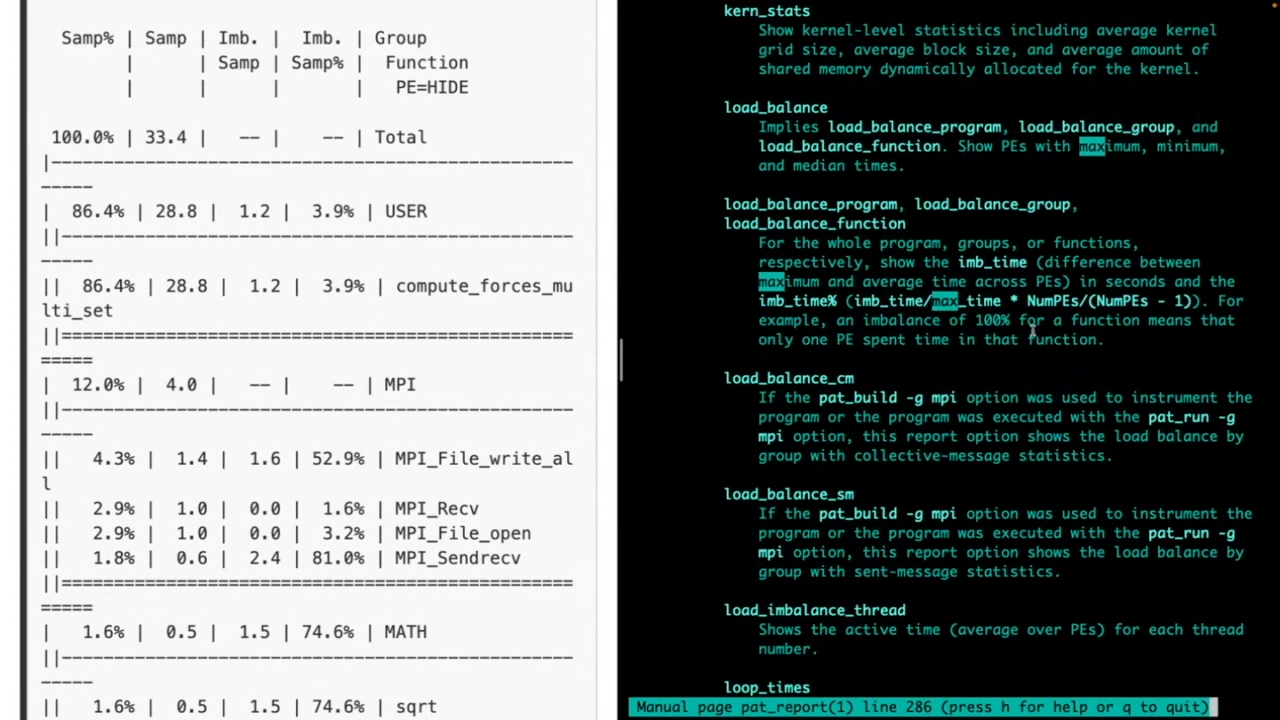 Samp% | Samp | Imb. | Imb. | Group
| | Samp | Samp% | Function
| | | | PE=HIDE
100.0% | 33.4 | -- | -- | Total
|-------------------------------------------------
-----
| 86.4% | 28.8 | 1.2 | 3.9% | USER
||------------------------------------------------
-----
|| 86.4% | 28.8 | 1.2 | 3.9% | compute_forces_mu
lti_set
||================================================
=====
| 12.0% | 4.0 | -- | -- | MPI
||------------------------------------------------
-----
|| 4.3% | 1.4 | 1.6 | 52.9% | MPI_File_write_al
l
|| 2.9% | 1.0 | 0.0 | 1.6% | MPI_Recv
|| 2.9% | 1.0 | 0.0 | 3.2% | MPI_File_open
|| 1.8% | 0.6 | 2.4 | 81.0% | MPI_Sendrecv
||================================================
=====
| 1.6% | 0.5 | 1.5 | 74.6% | MATH
||------------------------------------------------
-----
|| 1.6% | 0.5 | 1.5 | 74.6% | sqrt
kern_stats
Show kernel-level statistics including average kernel
grid size, average block size, and average amount of
shared memory dynamically allocated for the kernel.
load_balance
Implies load_balance_program, load_balance_group, and
load_balance_function. Show PEs with maximum, minimum,
and median times.
load_balance_program, load_balance_group,
load_balance_function
For the whole program, groups, or functions,
respectively, show the imb_time (difference between
maximum and average time across PEs) in seconds and the
imb_time% (imb_time/max_time * NumPEs/(NumPEs - 1)). For
example, an imbalance of 100% for a function means that
only one PE spent time in that function.
load_balance_cm
If the pat_build -g mpi option was used to instrument the
program or the program was executed with the pat_run -g
mpi option, this report option shows the load balance by
group with collective-message statistics.
load_balance_sm
If the pat_build -g mpi option was used to instrument the
program or the program was executed with the pat_run -g
mpi option, this report option shows the load balance by
group with sent-message statistics.
load_imbalance_thread
Shows the active time (average over PEs) for each thread
number.
loop_times
Manual page pat_report(1) line 286 (press h for help or q to quit)